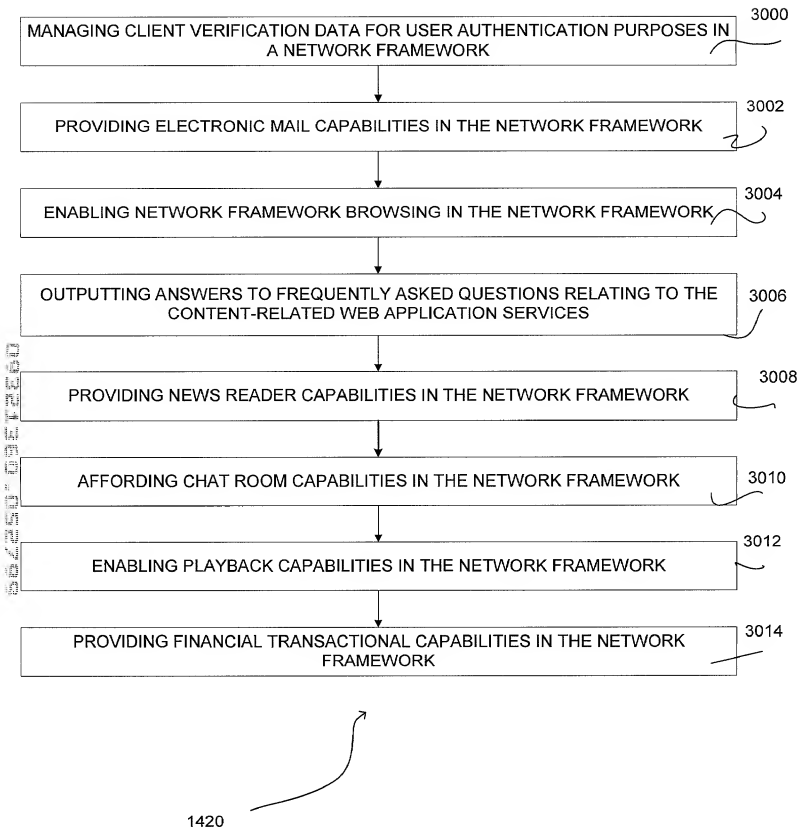 3000
MANAGING CLIENT VERIFICATION DATA FOR USER AUTHENTICATION PURPOSES IN
A NETWORK FRAMEWORK
3002
PROVIDING ELECTRONIC MAIL CAPABILITIES IN THE NETWORK FRAMEWORK
3004
ENABLING NETWORK FRAMEWORK BROWSING IN THE NETWORK FRAMEWORK
3006
OUTPUTTING ANSWERS TO FREQUENTLY ASKED QUESTIONS RELATING TO THE
CONTENT-RELATED WEB APPLICATION SERVICES
3008
PROVIDING NEWS READER CAPABILITIES IN THE NETWORK FRAMEWORK
3010
AFFORDING CHAT ROOM CAPABILITIES IN THE NETWORK FRAMEWORK
3012
ENABLING PLAYBACK CAPABILITIES IN THE NETWORK FRAMEWORK
3014
PROVIDING FINANCIAL TRANSACTIONAL CAPABILITIES IN THE NETWORK
FRAMEWORK
1420